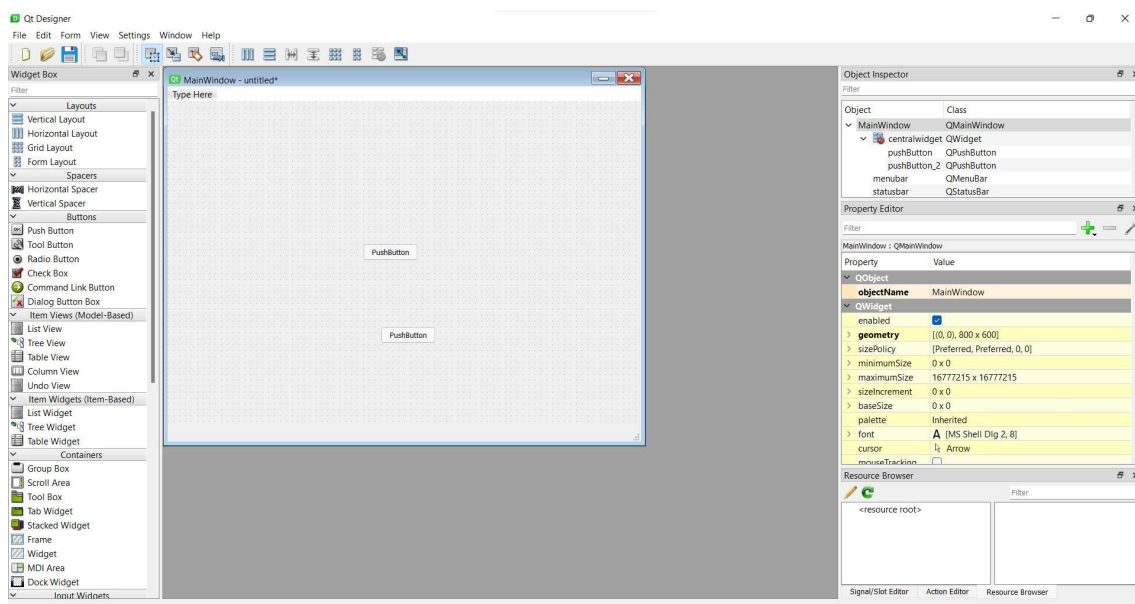 Qt Designer
File Edit Form View Settings Window Help
Widget Box
Filter
Layouts
Vertical Layout
Horizontal Layout
Grid Layout
Form Layout
Spacers
Horizontal Spacer
Vertical Spacer
Buttons
Push Button
Tool Button
Radio Button
Check Box
Command Link Button
Dialog Button Box
Item Views (Model-Based)
List View
Tree View
Table View
Column View
Undo View
Item Widgets (Item-Based)
List Widget
Tree Widget
Table Widget
Containers
Group Box
Scroll Area
Tool Box
Tab Widget
Stacked Widget
Frame
Widget
MDI Area
Dock Widget
Input Widgets
MainWindow - untitled*
Type Here
PushButton
PushButton
Object Inspector
Filter
Object Class
MainWindow QMainWindow
centralwidget QWidget
pushButton QPushButton
pushButton_2 QPushButton
menubar QMenuBar
statusbar QStatusBar
Property Editor
Filter
MainWindow : QMainWindow
Property Value
QObject
objectName MainWindow
QWidget
enabled
geometry [(0, 0), 800 x 600]
sizePolicy [Preferred, Preferred, 0, 0]
minimumSize 0 x 0
maximumSize 16777215 x 16777215
sizeIncrement 0 x 0
baseSize 0 x 0
palette Inherited
font A [MS Shell Dlg 2, 8]
cursor Arrow
mouseTracking
Resource Browser
Filter
<resource root>
Signal/Slot Editor Action Editor Resource Browser